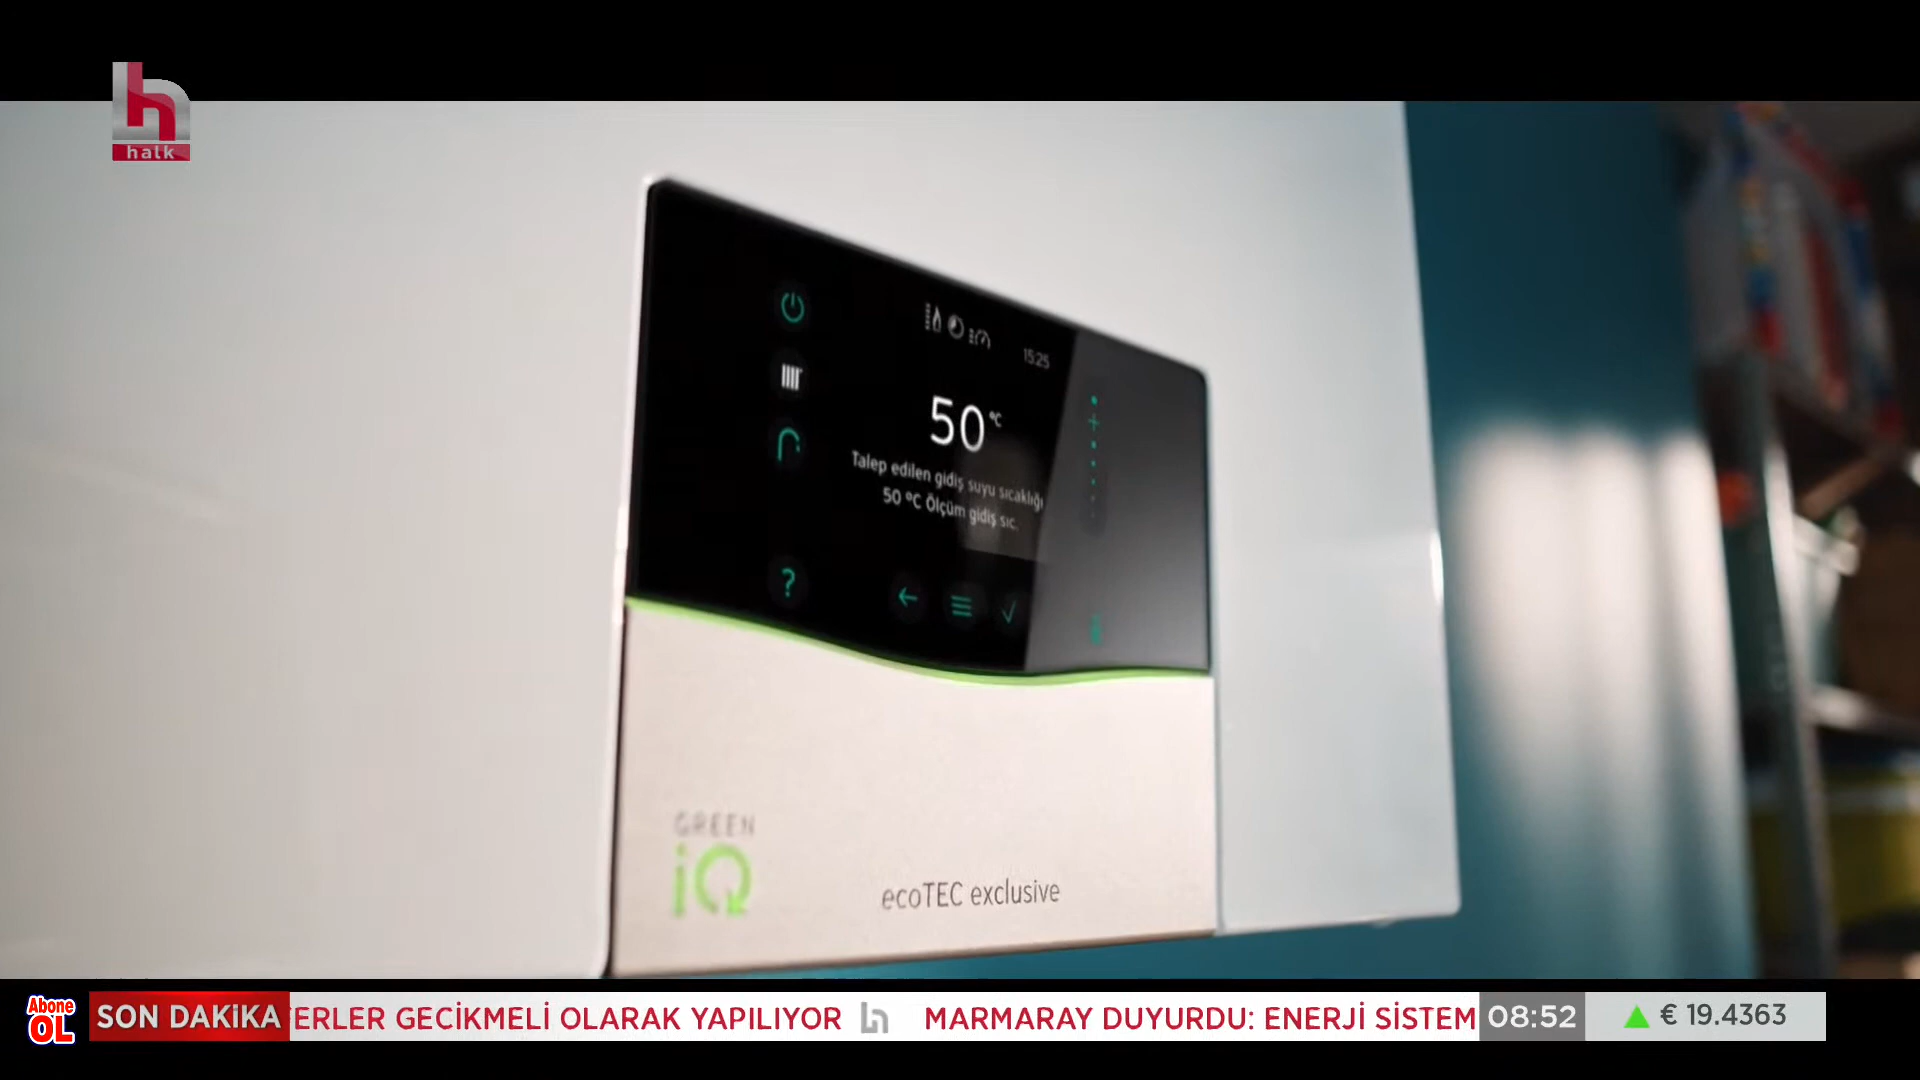 halk
15:25
50 °C
Talep edilen gidiş suyu sıcaklığı
50 °C Ölçüm gidiş sıc.
?
GREEN
iQ
ecoTEC exclusive
Abone
OL
SON DAKİKA
ERLER GECİKMELİ OLARAK YAPILIYOR h MARMARAY DUYURDU: ENERJİ SİSTEM
08:52
€ 19.4363